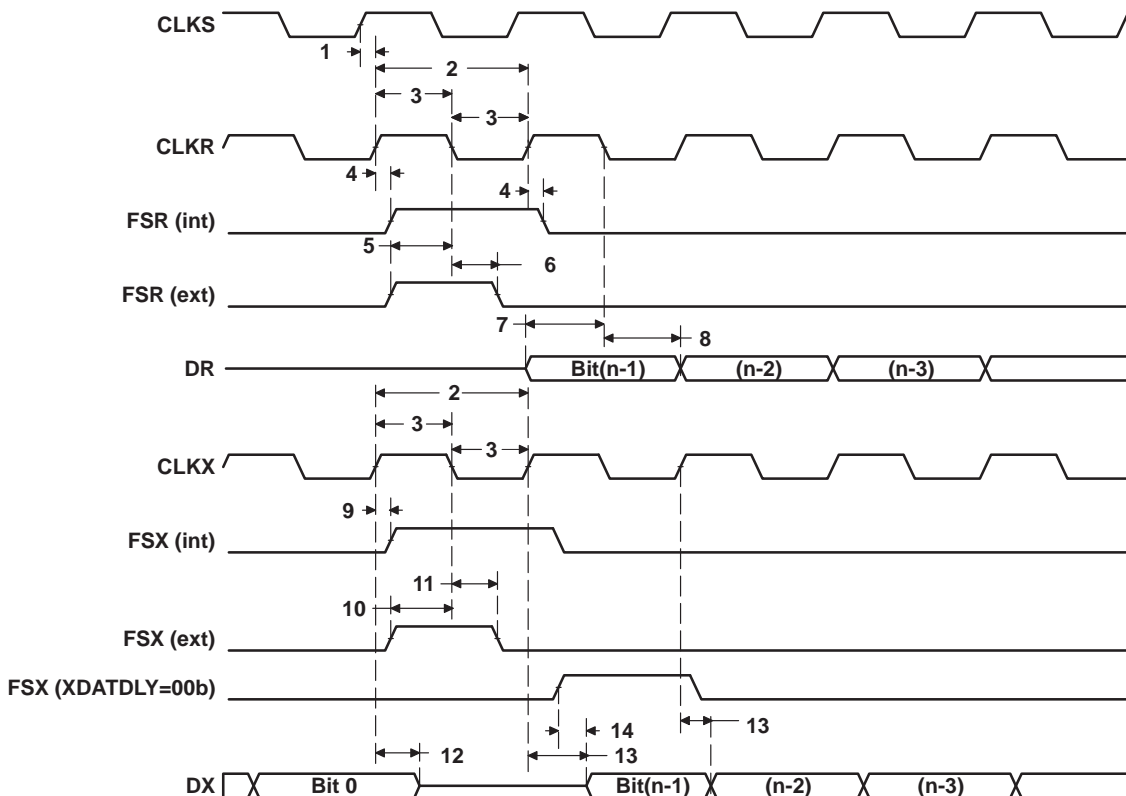 CLKS
1
2
3
3
CLKR
4
4
FSR (int)
5
6
FSR (ext)
7
8
DR
Bit(n-1)
(n-2)
(n-3)
2
3
3
CLKX
9
FSX (int)
11
10
FSX (ext)
FSX (XDATDLY=00b)
14
13
12
13
DX
Bit 0
Bit(n-1)
(n-2)
(n-3)